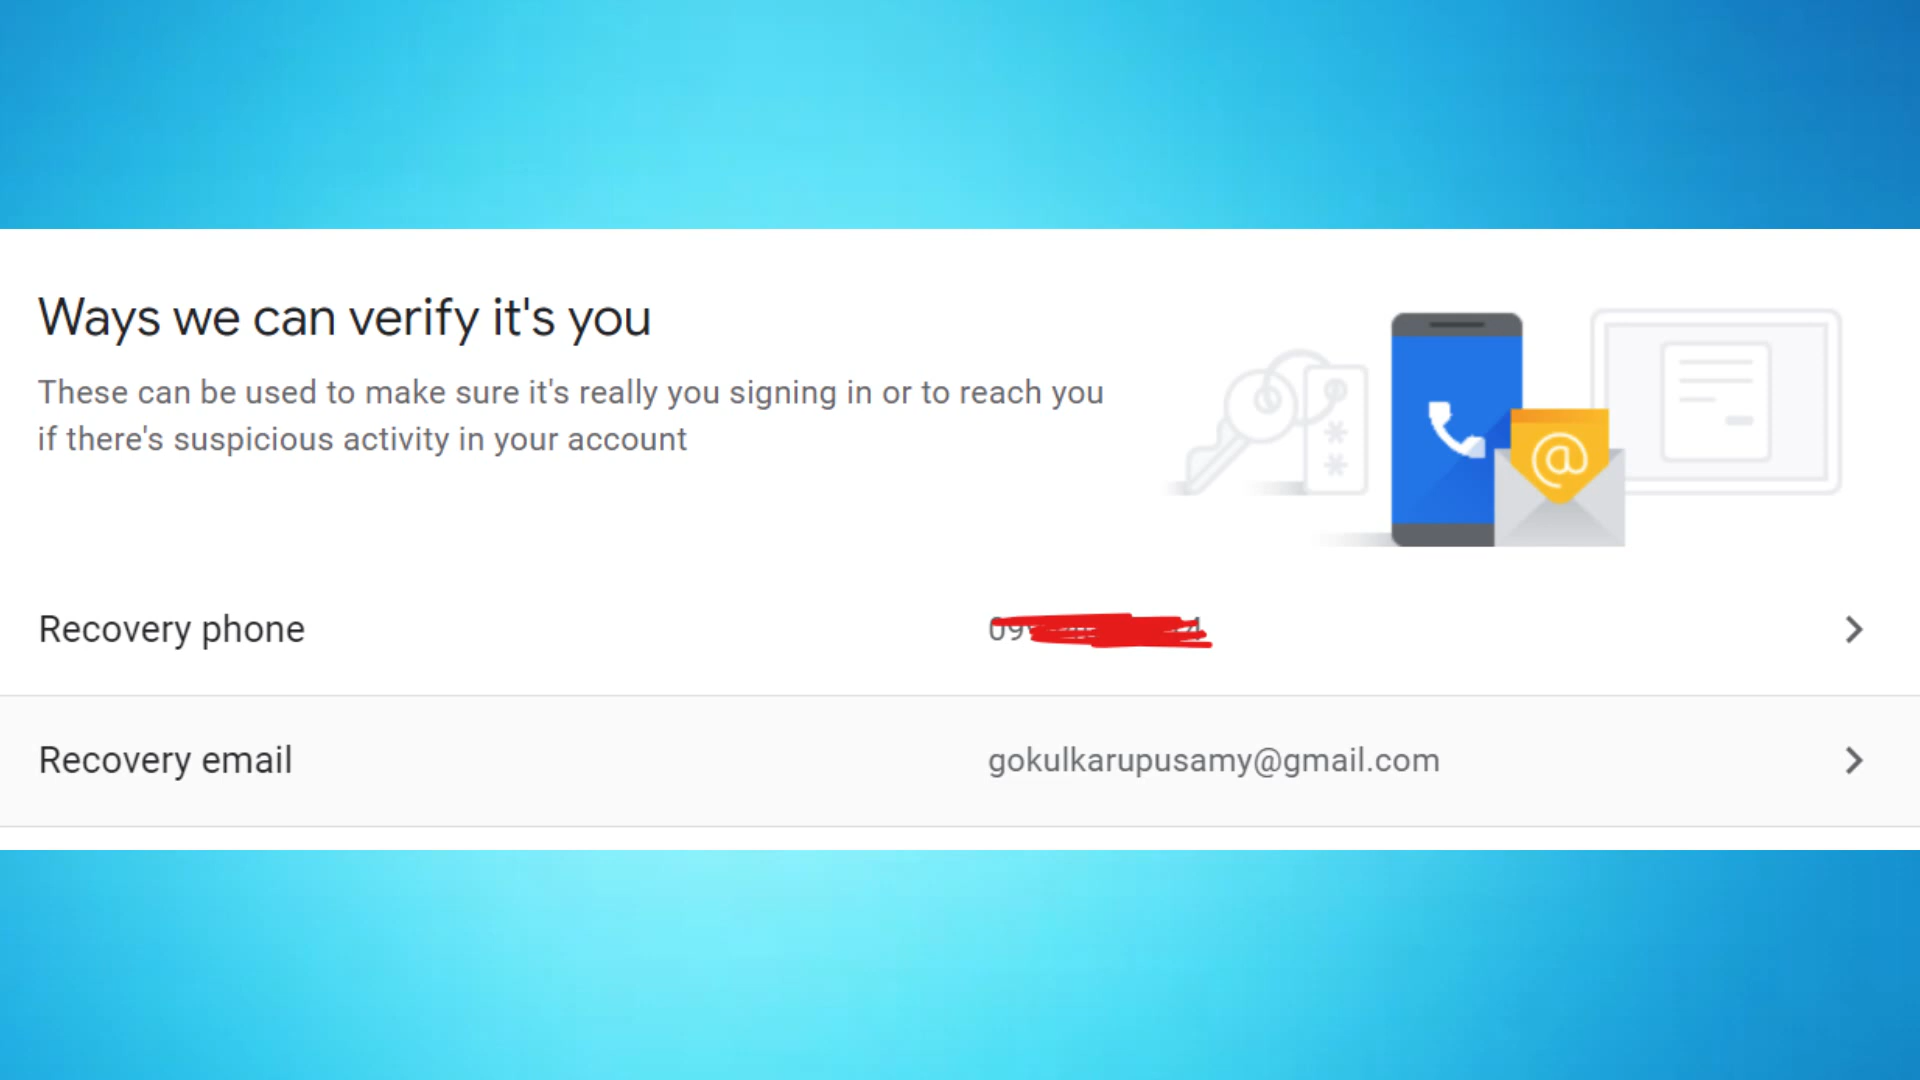 Ways we can verify it's you
These can be used to make sure it's really you signing in or to reach you
if there's suspicious activity in your account
Recovery phone
Recovery email gokulkarupusamy@gmail.com